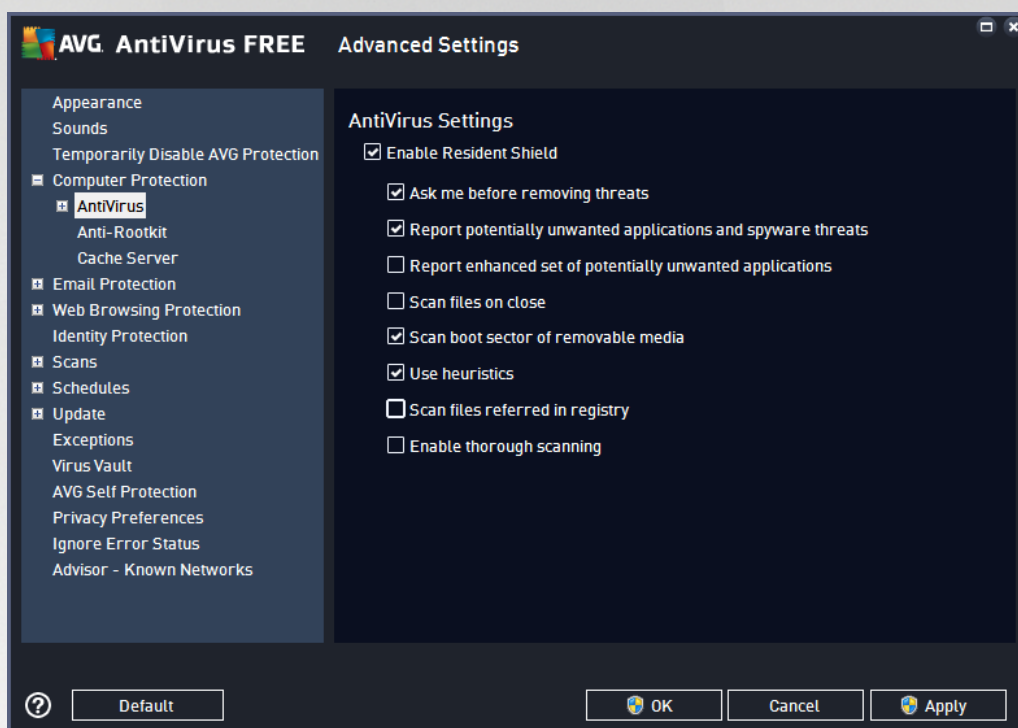 AVG. AntiVirus FREE Advanced Settings
Appearance
Sounds
Temporarily Disable AVG Protection
Computer Protection
AntiVirus
Anti-Rootkit
Cache Server
Email Protection
Web Browsing Protection
Identity Protection
Scans
Schedules
Update
Exceptions
Virus Vault
AVG Self Protection
Privacy Preferences
Ignore Error Status
Advisor - Known Networks
AntiVirus Settings
Enable Resident Shield
Ask me before removing threats
Report potentially unwanted applications and spyware threats
Report enhanced set of potentially unwanted applications
Scan files on close
Scan boot sector of removable media
Use heuristics
Scan files referred in registry
Enable thorough scanning
? Default OK Cancel Apply